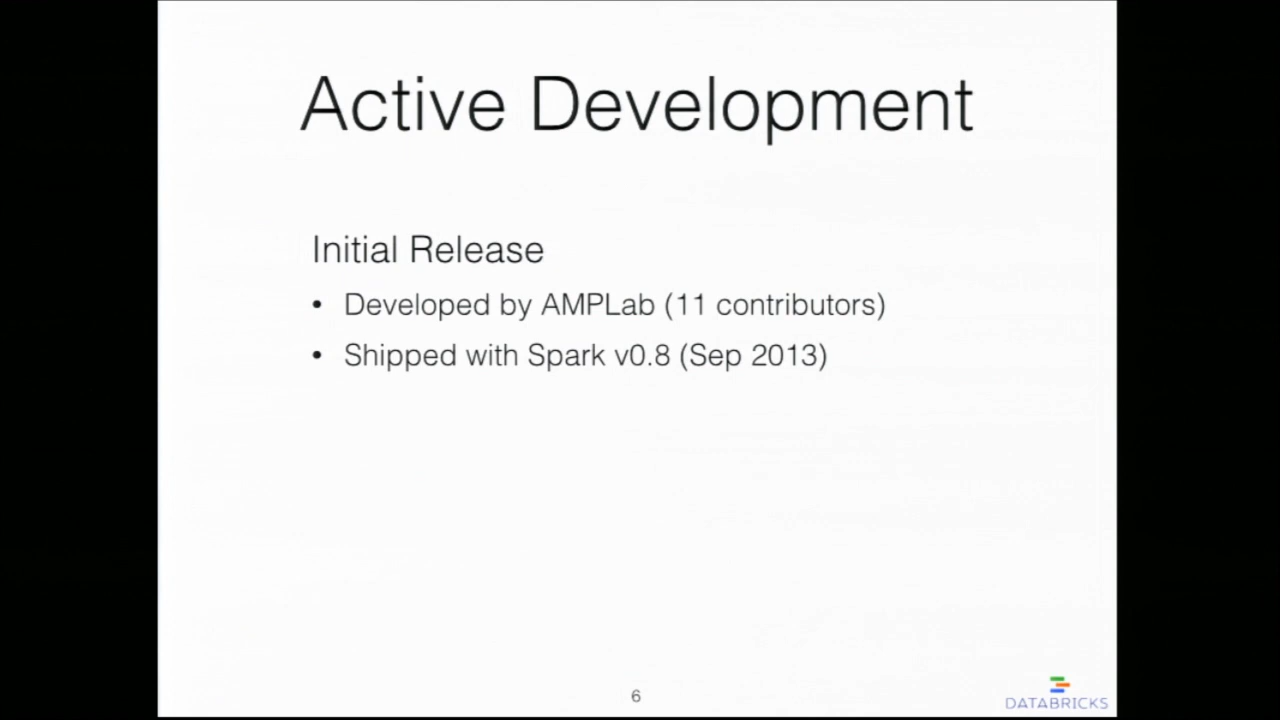 Active Development
Initial Release
• Developed by AMPLab (11 contributors)
• Shipped with Spark v0.8 (Sep 2013)
6
DATABRICKS